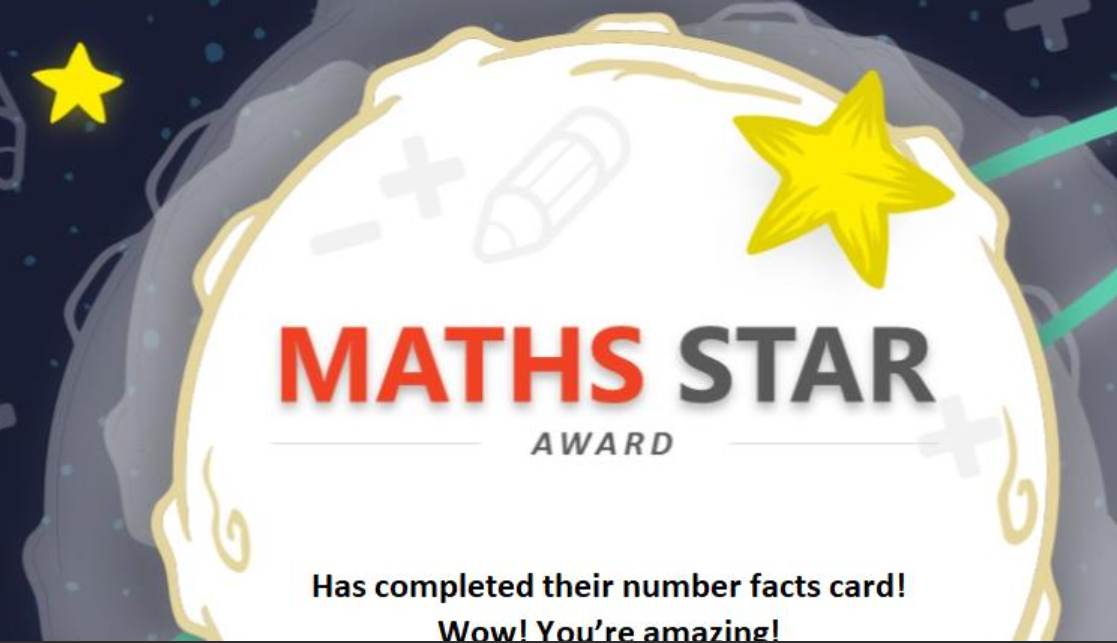 MATHS STAR
AWARD
Has completed their number facts card!
Wow! You're amazing!